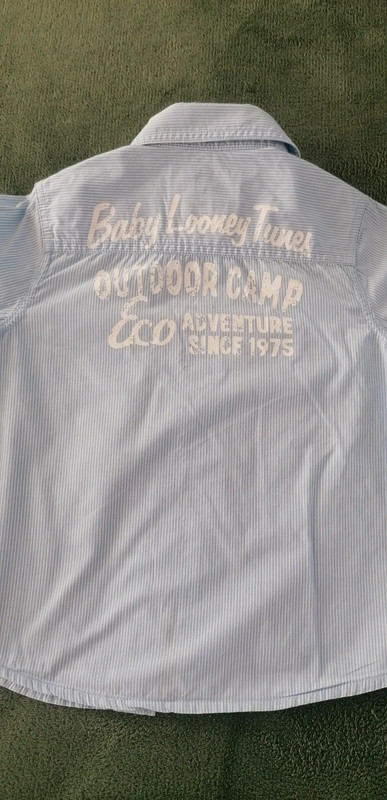 Baby Looney Tunes
OUTDOOR CAMP
Eco ADVENTURE
SINCE 1975